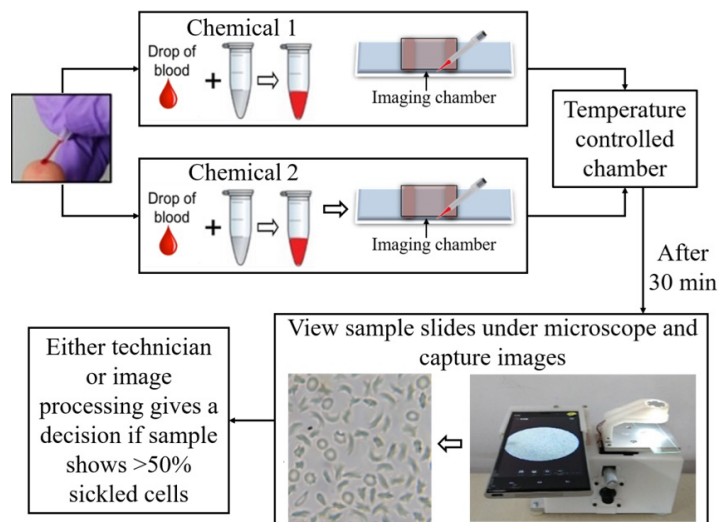 Chemical 1
Drop of
blood
+
Imaging chamber
Chemical 2
Drop of
blood
+
Imaging chamber
Temperature
controlled
chamber
After
30 min
View sample slides under microscope and
capture images
Either technician
or image
processing gives a
decision if sample
shows >50%
sickled cells